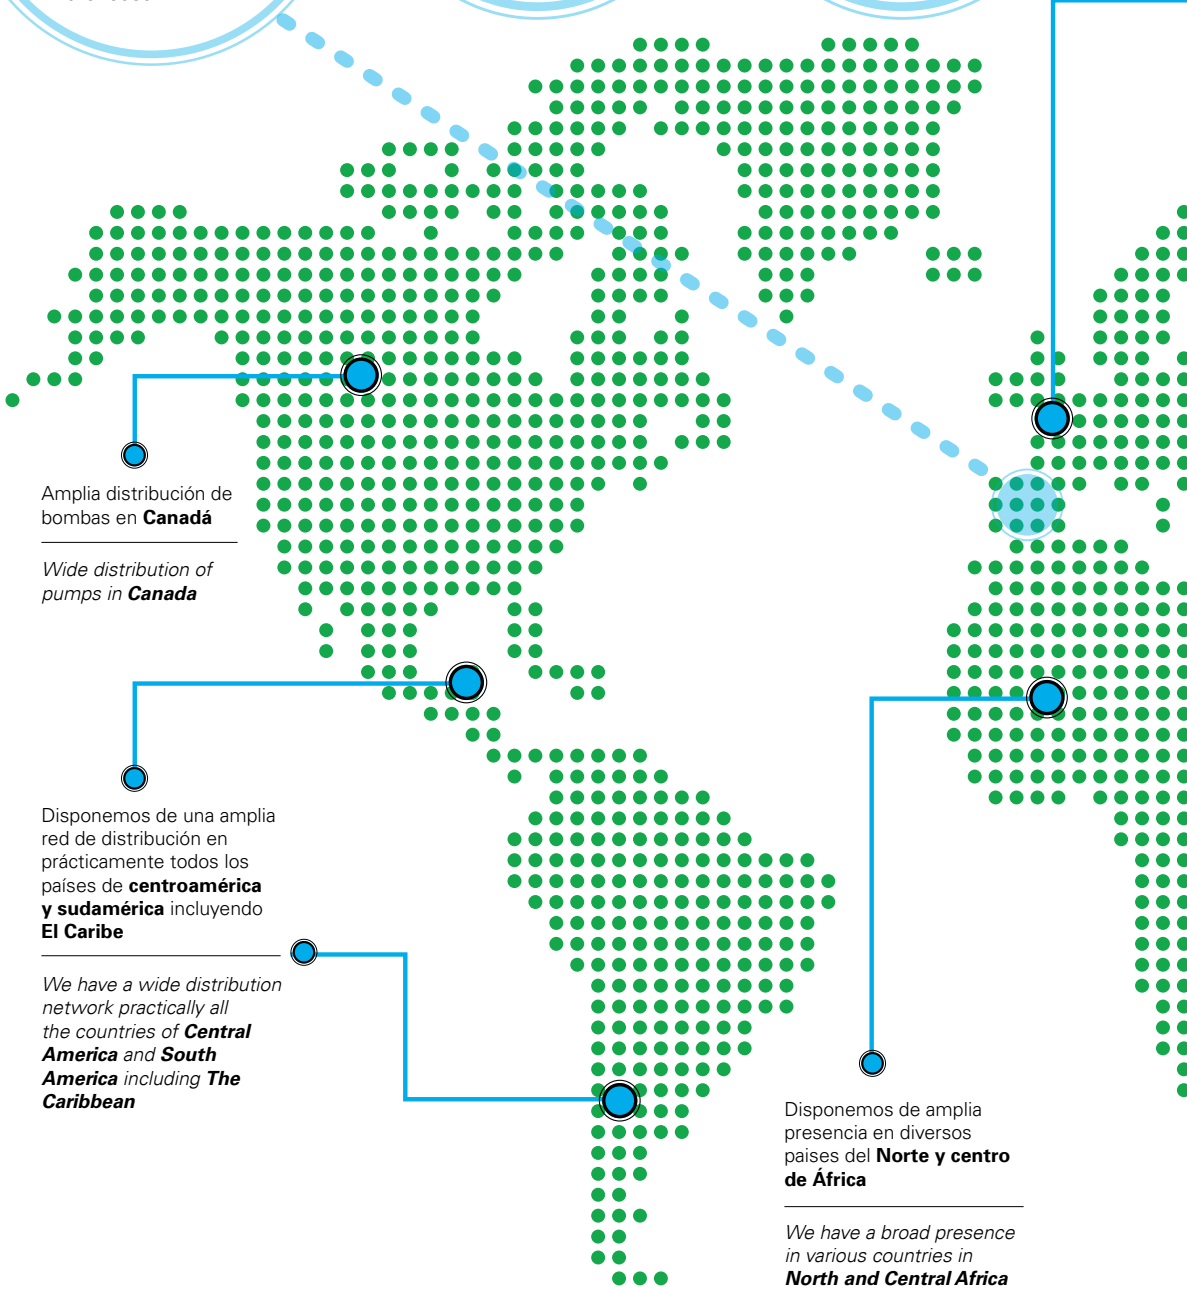 Amplia distribución de
bombas en Canadá
Wide distribution of
pumps in Canada
Disponemos de una amplia
red de distribución en
prácticamente todos los
países de centroamérica
y sudamérica incluyendo
El Caribe
We have a wide distribution
network practically all
the countries of Central
America and South
America including The
Caribbean
Disponemos de amplia
presencia en diversos
paises del Norte y centro
de África
We have a broad presence
in various countries in
North and Central Africa